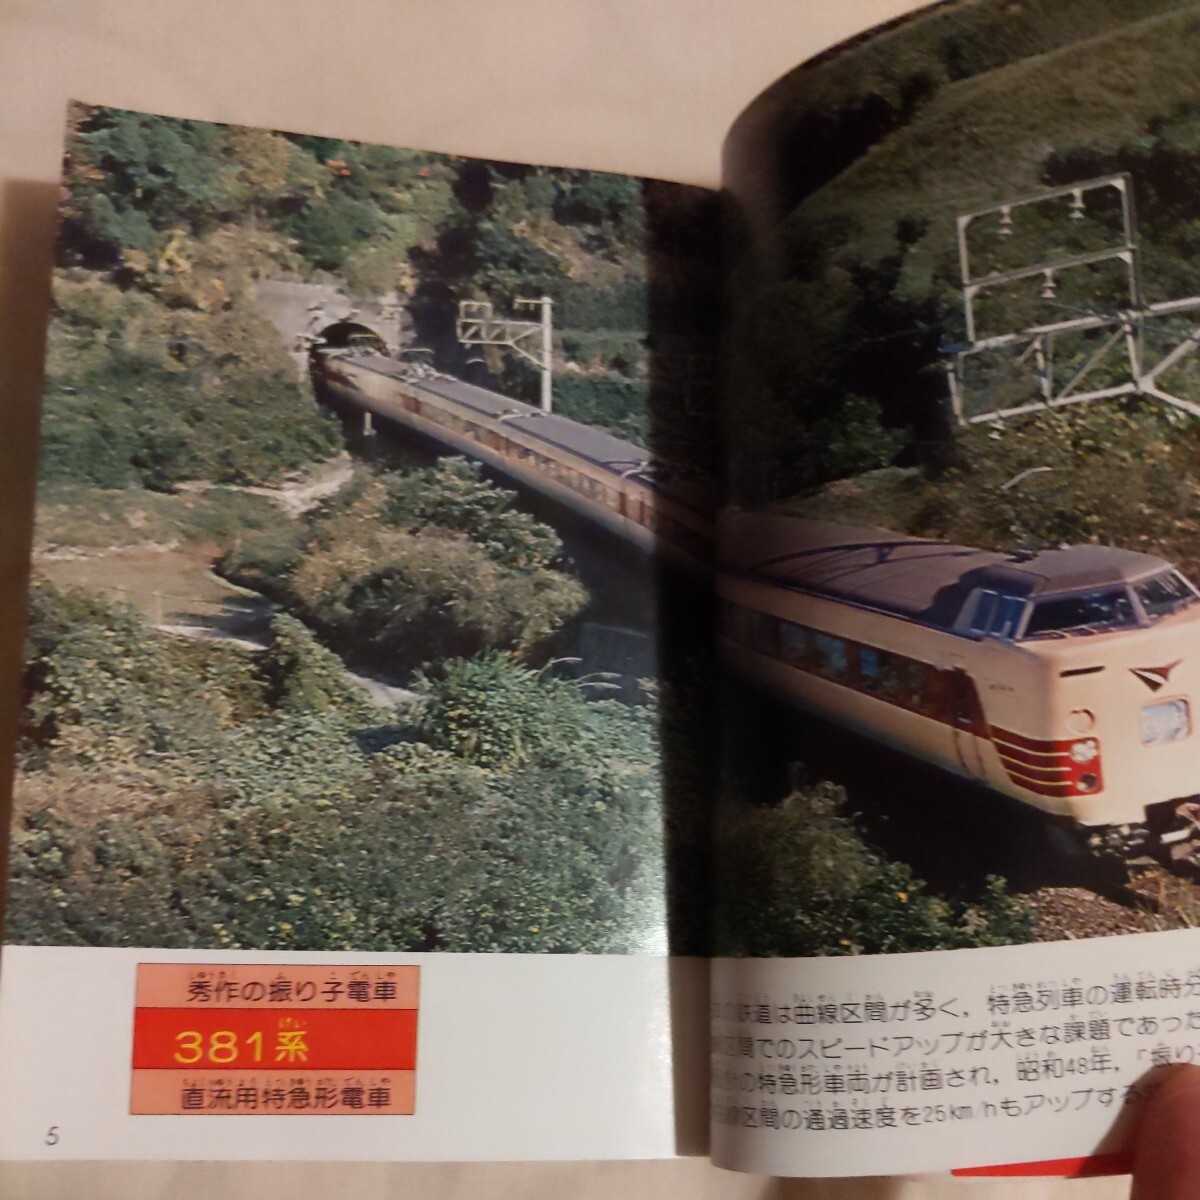 秀作の振り子電車
381系
直流用特急形電車
5
鉄道は曲線区間が多く，特急列車の運転時分
区間でのスピードアップが大きな課題であった
の特急形車両が計画され，昭和48年，「振り
区間の通過速度を25km/hもアップする